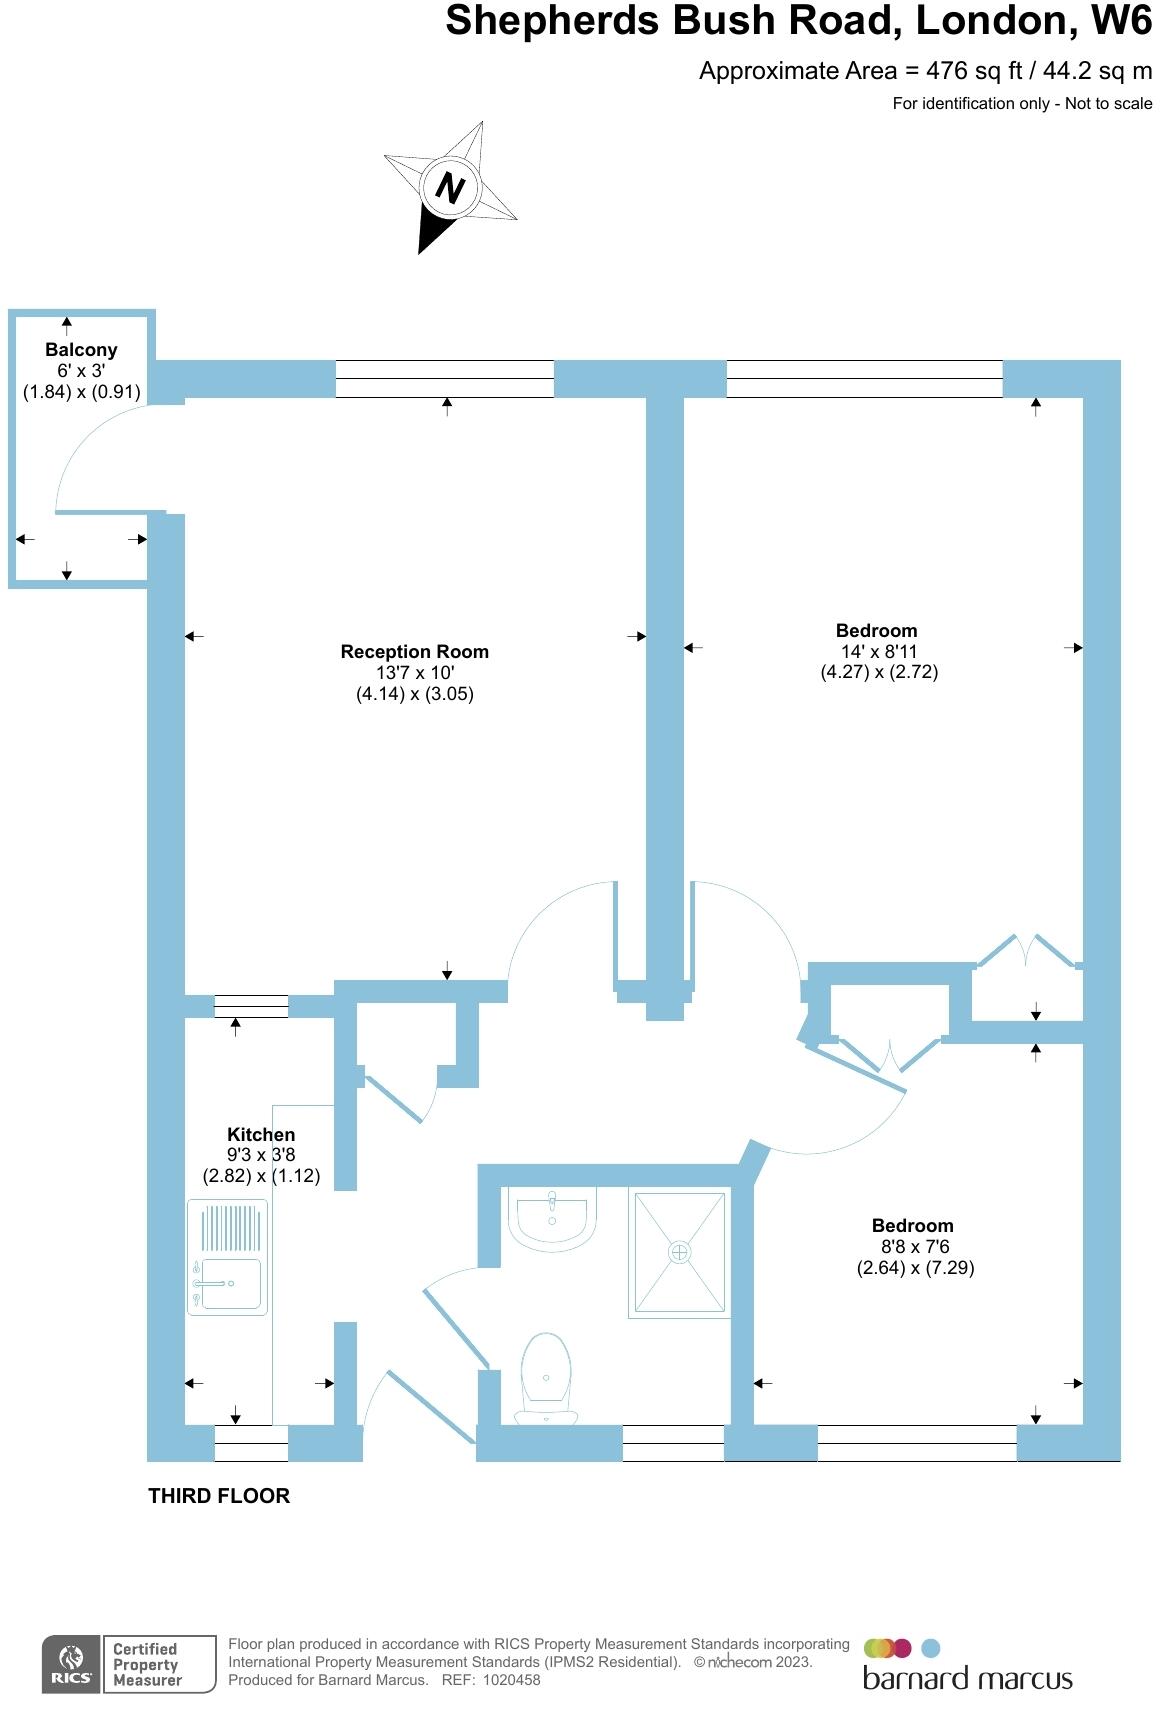 Shepherds Bush Road, London, W6
Approximate Area = 476 sq ft / 44.2 sq m
For identification only - Not to scale
N
Balcony
6' x 3'
(1.84) x (0.91)
Reception Room
13'7 x 10'
(4.14) x (3.05)
Bedroom
14' x 8'11
(4.27) x (2.72)
Kitchen
9'3 x 3'8
(2.82) x (1.12)
Bedroom
8'8 x 7'6
(2.64) x (7.29)
THIRD FLOOR
RICS
Certified
Property
Measurer
Floor plan produced in accordance with RICS Property Measurement Standards incorporating
International Property Measurement Standards (IPMS2 Residential). © nichecom 2023.
Produced for Barnard Marcus. REF: 1020458
barnard marcus